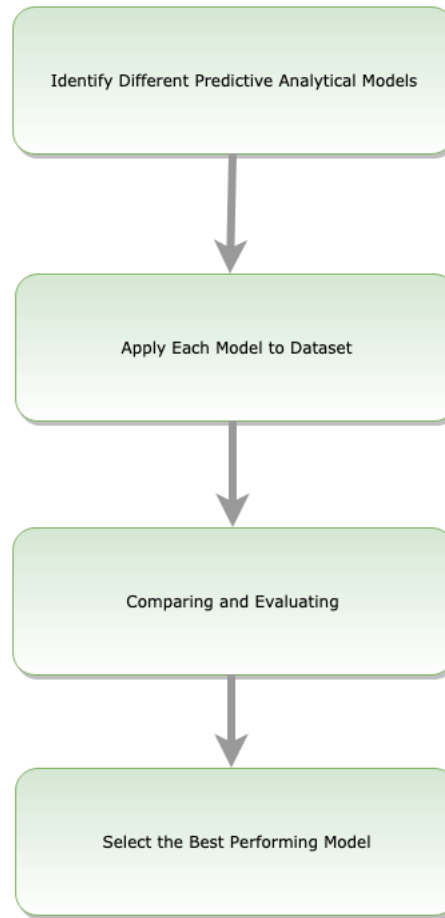 Identify Different Predictive Analytical Models
Apply Each Model to Dataset
Comparing and Evaluating
Select the Best Performing Model